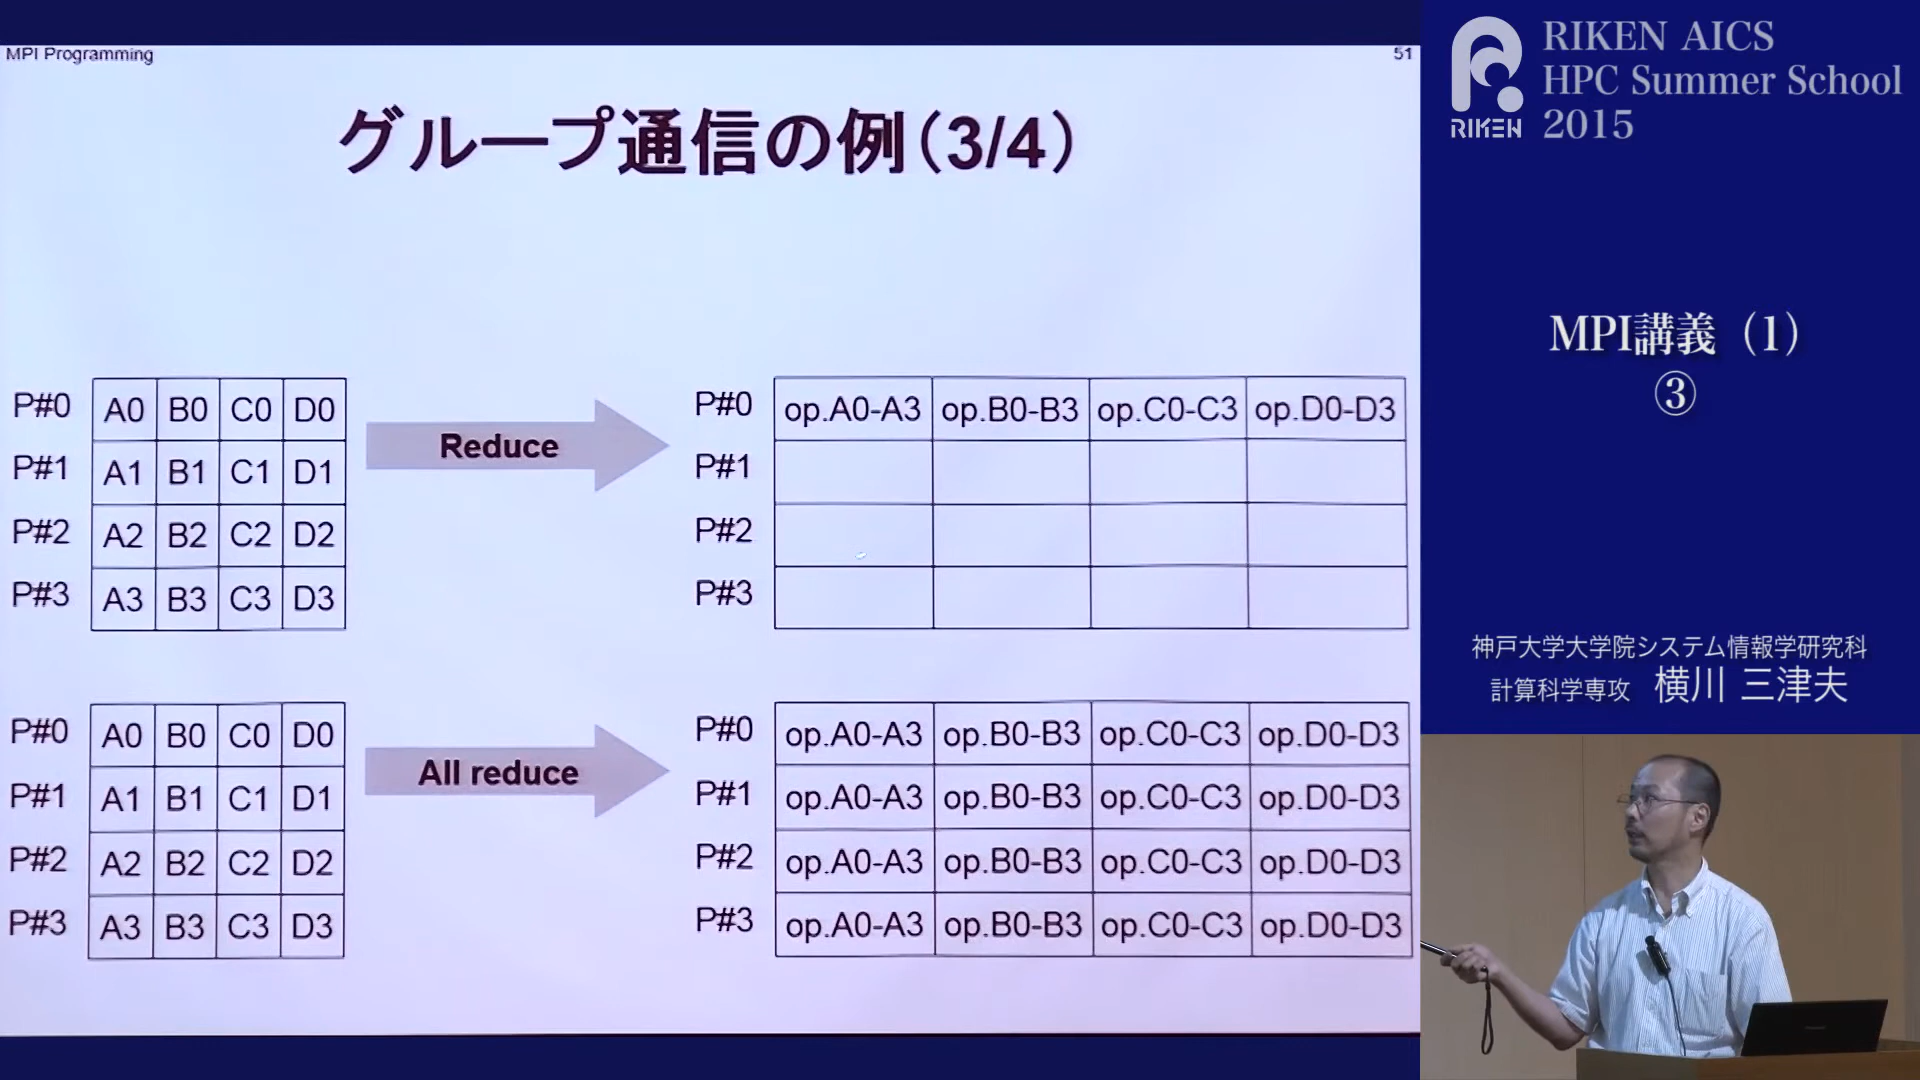 MPI Programming
51
グループ通信の例(3/4)
P#0 A0 B0 C0 D0
P#1 A1 B1 C1 D1
P#2 A2 B2 C2 D2
P#3 A3 B3 C3 D3
Reduce
P#0 op.A0-A3 op.B0-B3 op.C0-C3 op.D0-D3
P#1
P#2
P#3
P#0 A0 B0 C0 D0
P#1 A1 B1 C1 D1
P#2 A2 B2 C2 D2
P#3 A3 B3 C3 D3
All reduce
P#0 op.A0-A3 op.B0-B3 op.C0-C3 op.D0-D3
P#1 op.A0-A3 op.B0-B3 op.C0-C3 op.D0-D3
P#2 op.A0-A3 op.B0-B3 op.C0-C3 op.D0-D3
P#3 op.A0-A3 op.B0-B3 op.C0-C3 op.D0-D3
RIKEN
RIKEN AICS
HPC Summer School
2015
MPI講義（1）
③
神戸大学大学院システム情報学研究科
計算科学専攻 横川 三津夫